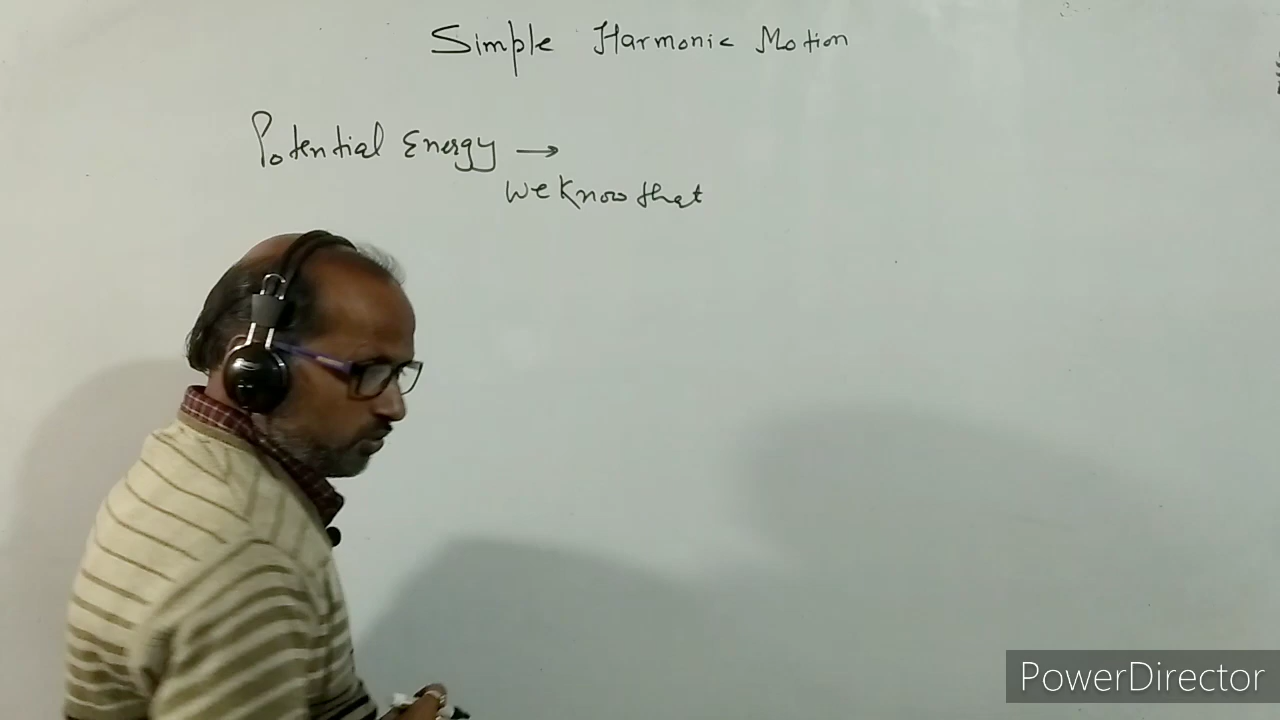 Simple Harmonic Motion
Potential Energy →
We Know that
PowerDirector